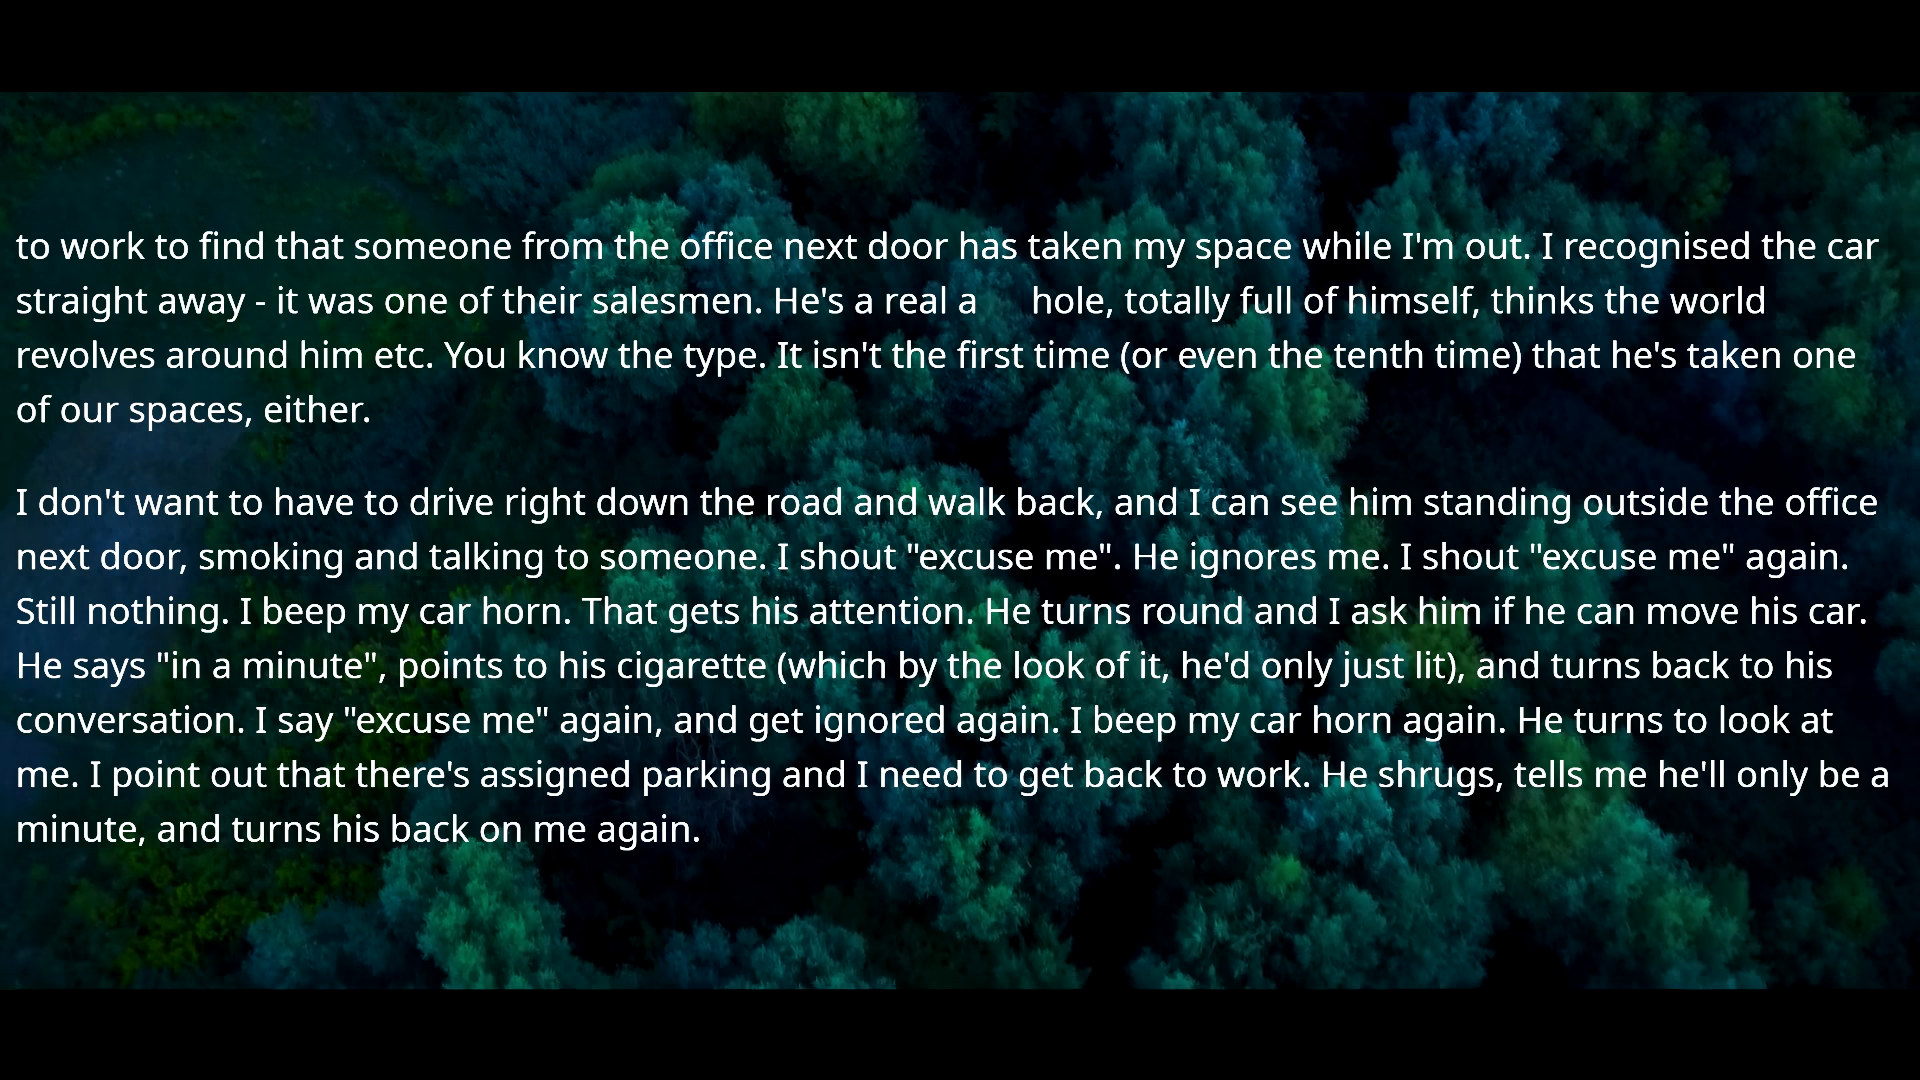 to work to find that someone from the office next door has taken my space while I'm out. I recognised the car
straight away - it was one of their salesmen. He's a real a     hole, totally full of himself, thinks the world
revolves around him etc. You know the type. It isn't the first time (or even the tenth time) that he's taken one
of our spaces, either.
I don't want to have to drive right down the road and walk back, and I can see him standing outside the office
next door, smoking and talking to someone. I shout "excuse me". He ignores me. I shout "excuse me" again.
Still nothing. I beep my car horn. That gets his attention. He turns round and I ask him if he can move his car.
He says "in a minute", points to his cigarette (which by the look of it, he'd only just lit), and turns back to his
conversation. I say "excuse me" again, and get ignored again. I beep my car horn again. He turns to look at
me. I point out that there's assigned parking and I need to get back to work. He shrugs, tells me he'll only be a
minute, and turns his back on me again.